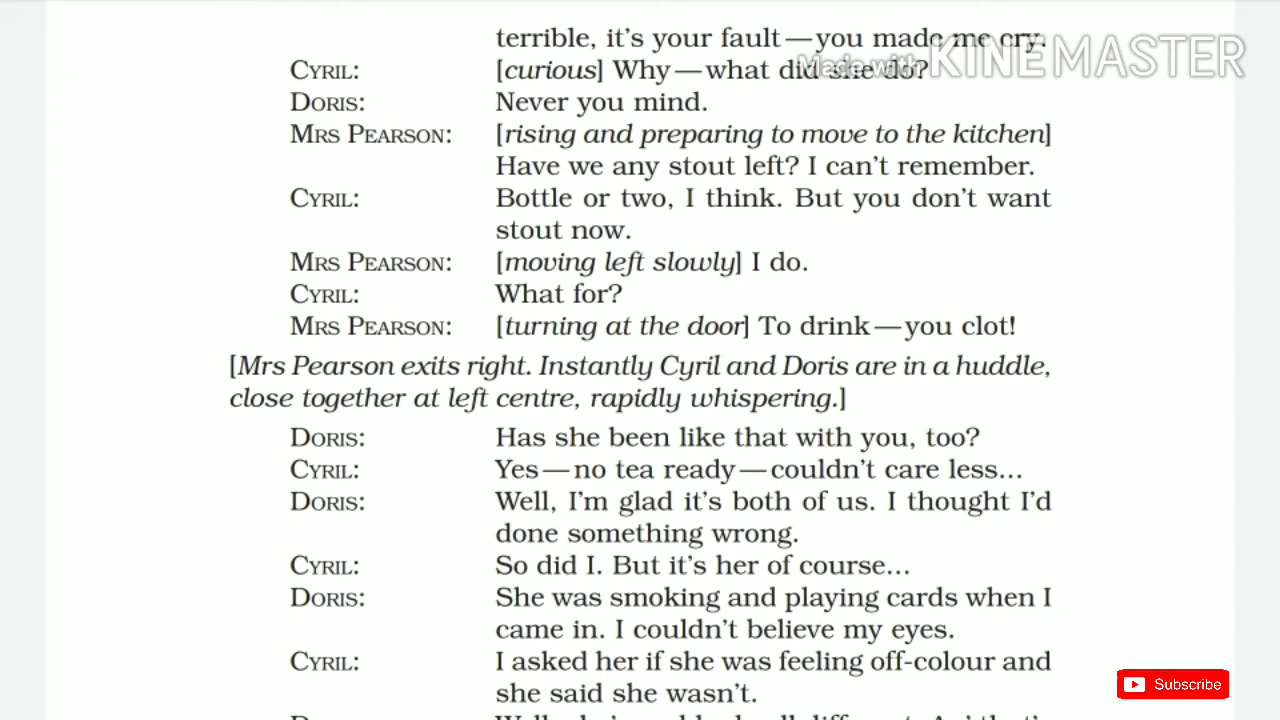 terrible, it's your fault—you made me cry.
Made with KINEMASTER
CYRIL: [curious] Why—what did she do?
DORIS: Never you mind.
MRS PEARSON: [rising and preparing to move to the kitchen]
Have we any stout left? I can't remember.
CYRIL: Bottle or two, I think. But you don't want
stout now.
MRS PEARSON: [moving left slowly] I do.
CYRIL: What for?
MRS PEARSON: [turning at the door] To drink—you clot!
[Mrs Pearson exits right. Instantly Cyril and Doris are in a huddle,
close together at left centre, rapidly whispering.]
DORIS: Has she been like that with you, too?
CYRIL: Yes—no tea ready—couldn't care less...
DORIS: Well, I'm glad it's both of us. I thought I'd
done something wrong.
CYRIL: So did I. But it's her of course...
DORIS: She was smoking and playing cards when I
came in. I couldn't believe my eyes.
CYRIL: I asked her if she was feeling off-colour and
she said she wasn't.
Subscribe